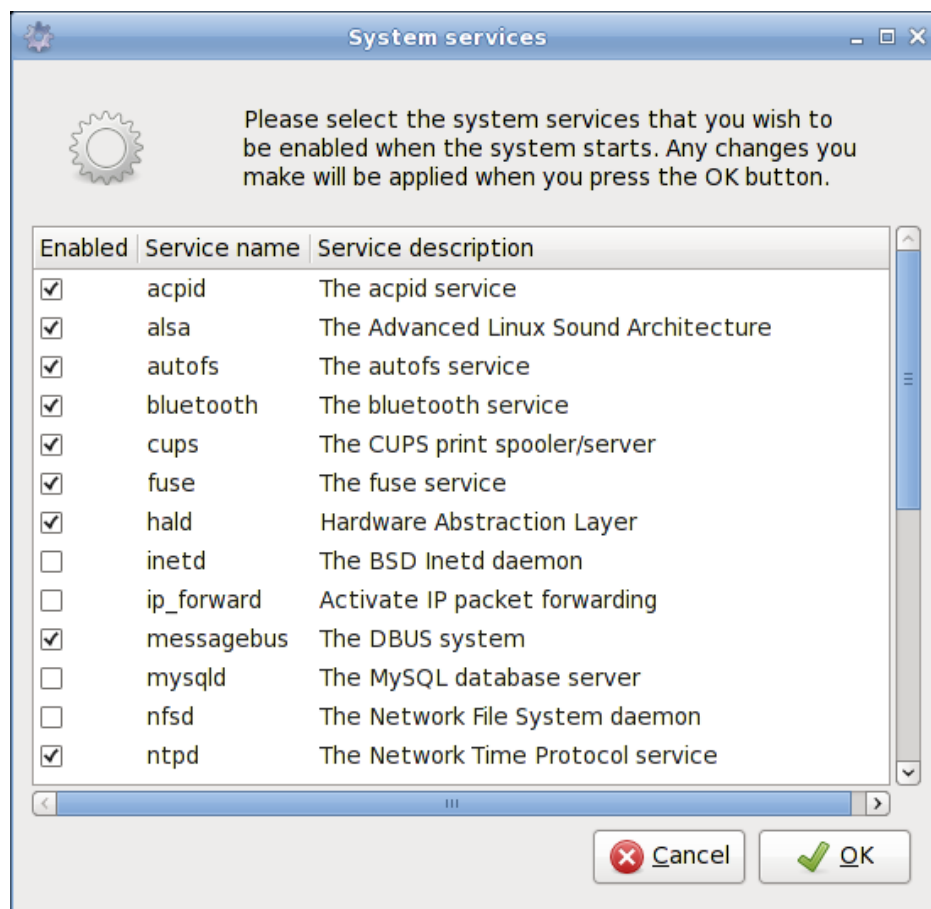 System services
Please select the system services that you wish to
be enabled when the system starts. Any changes you
make will be applied when you press the OK button.
Enabled Service name Service description
acpid The acpid service
alsa The Advanced Linux Sound Architecture
autofs The autofs service
bluetooth The bluetooth service
cups The CUPS print spooler/server
fuse The fuse service
hald Hardware Abstraction Layer
inetd The BSD Inetd daemon
ip_forward Activate IP packet forwarding
messagebus The DBUS system
mysqld The MySQL database server
nfsd The Network File System daemon
ntpd The Network Time Protocol service
Cancel OK